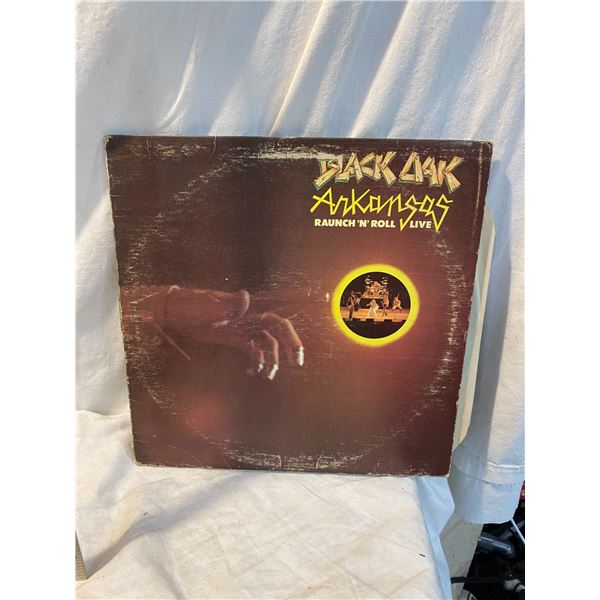 BLACK OAK
Arkansas
RAUNCH 'N' ROLL LIVE